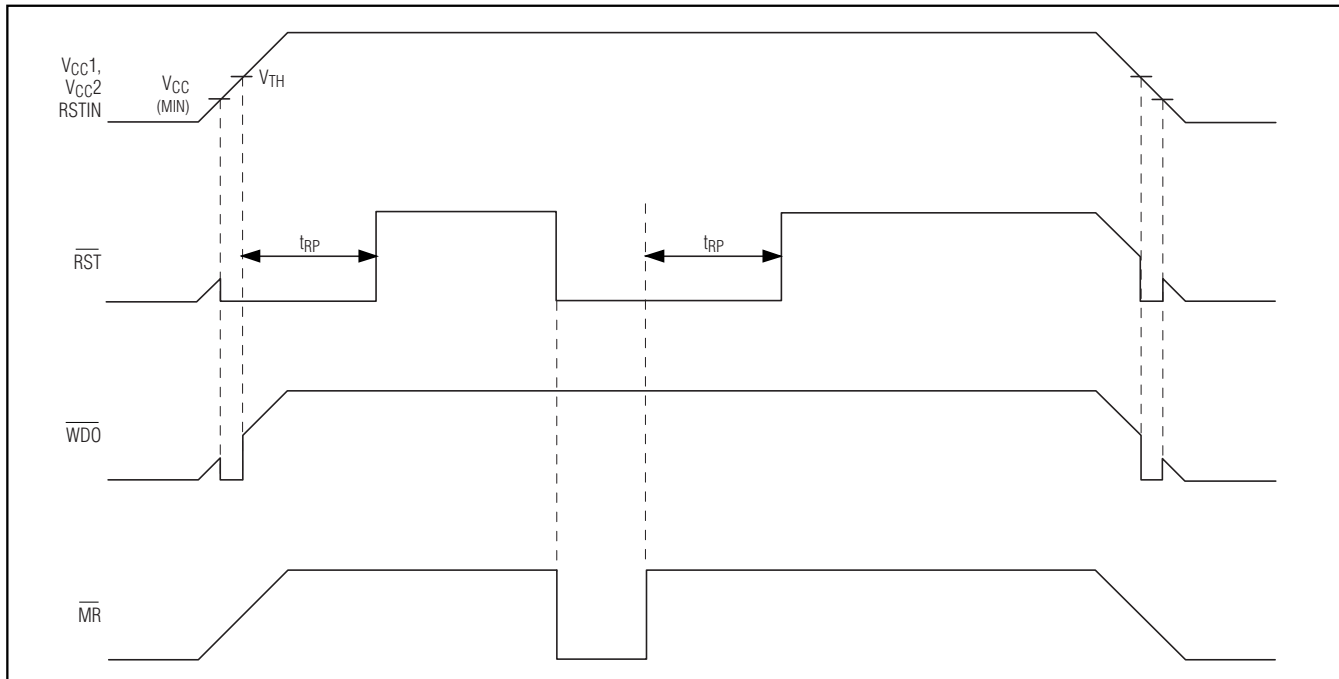 VCC1,
VCC2
RSTIN
VCC
(MIN)
VTH
RST
tRP
tRP
WDO
MR